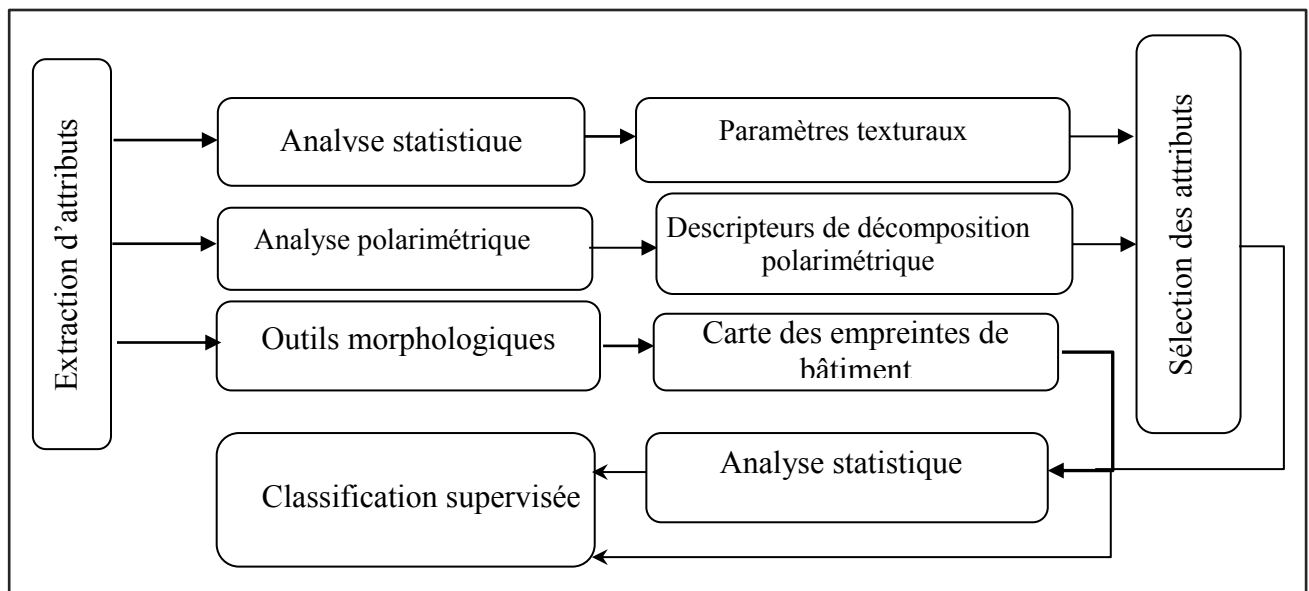 Extraction d'attributs
Analyse statistique
Paramètres texturaux
Analyse polarimétrique
Descripteurs de décomposition
polarimétrique
Outils morphologiques
Carte des empreintes de
bâtiment
Sélection des attributs
Analyse statistique
Classification supervisée